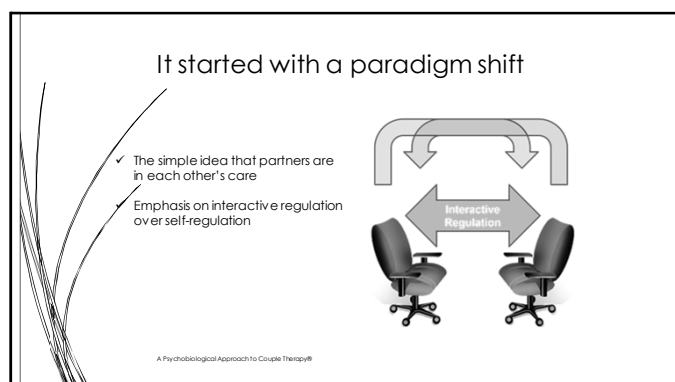 It started with a paradigm shift
✓ The simple idea that partners are
in each other's care
✓ Emphasis on interactive regulation
over self-regulation
Interactive
Regulation
A Psychobiological Approach to Couple Therapy®